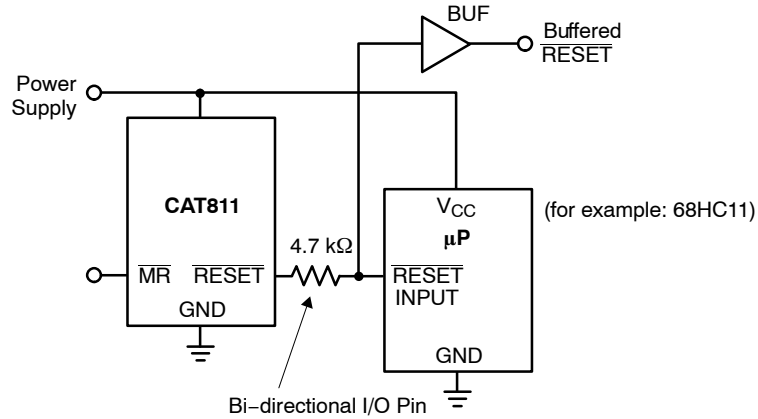 BUF
Buffered
RESET
Power
Supply
CAT811
VCC
(for example: 68HC11)
μP
4.7 kΩ
MR RESET
RESET
INPUT
GND
GND
Bi−directional I/O Pin